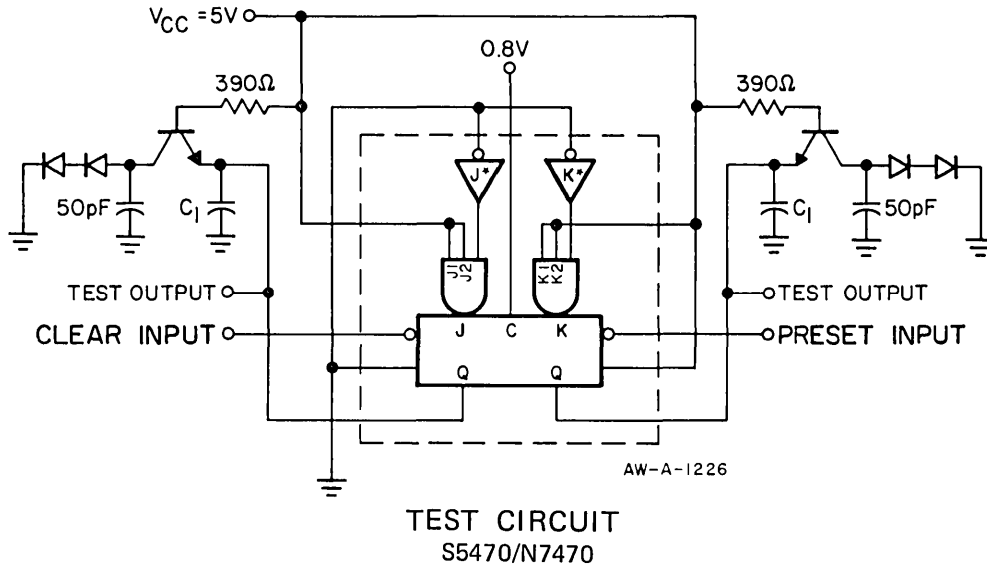 VCC = 5V
0.8V
390Ω
390Ω
J*
K*
50pF
C1
C1
50pF
J1
J2
K1
K2
TEST OUTPUT
TEST OUTPUT
CLEAR INPUT
J
C
K
PRESET INPUT
Q
Q
AW-A-1226
TEST CIRCUIT
S5470/N7470